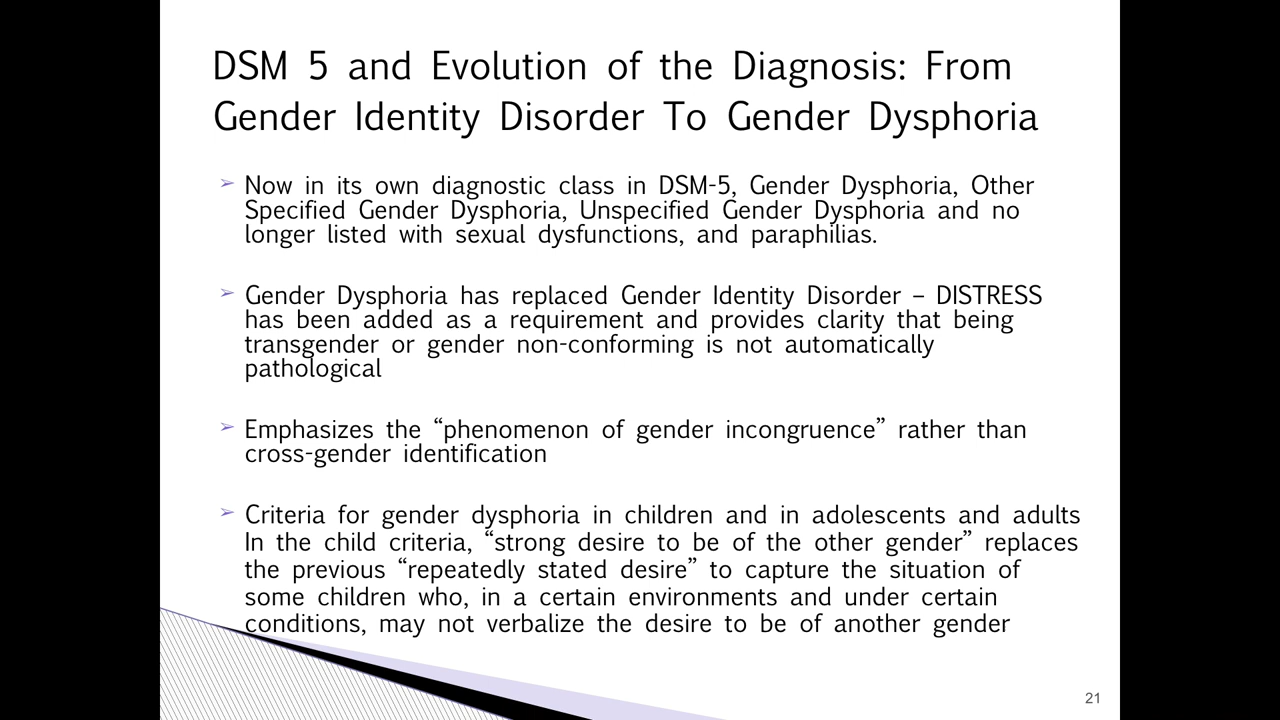 DSM 5 and Evolution of the Diagnosis: From
Gender Identity Disorder To Gender Dysphoria
➢ Now in its own diagnostic class in DSM-5, Gender Dysphoria, Other
Specified Gender Dysphoria, Unspecified Gender Dysphoria and no
longer listed with sexual dysfunctions, and paraphilias.
➢ Gender Dysphoria has replaced Gender Identity Disorder – DISTRESS
has been added as a requirement and provides clarity that being
transgender or gender non-conforming is not automatically
pathological
➢ Emphasizes the “phenomenon of gender incongruence” rather than
cross-gender identification
➢ Criteria for gender dysphoria in children and in adolescents and adults
In the child criteria, “strong desire to be of the other gender” replaces
the previous “repeatedly stated desire” to capture the situation of
some children who, in a certain environments and under certain
conditions, may not verbalize the desire to be of another gender
21